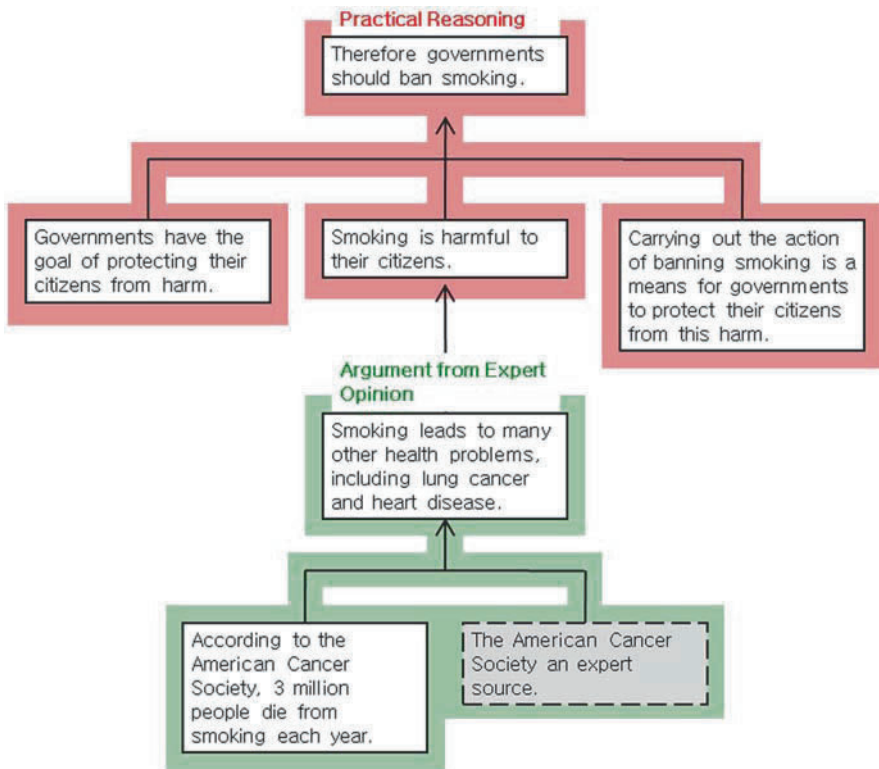 Practical Reasoning
Therefore governments
should ban smoking.
Governments have the
goal of protecting their
citizens from harm.
Smoking is harmful to
their citizens.
Carrying out the action
of banning smoking is a
means for governments
to protect their citizens
from this harm.
Argument from Expert
Opinion
Smoking leads to many
other health problems,
including lung cancer
and heart disease.
According to the
American Cancer
Society, 3 million
people die from
smoking each year.
The American Cancer
Society an expert
source.